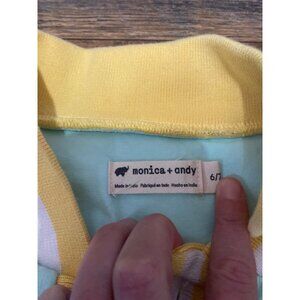 monica + andy
Made in India Fabriqué en Inde Hecho en India
6/7